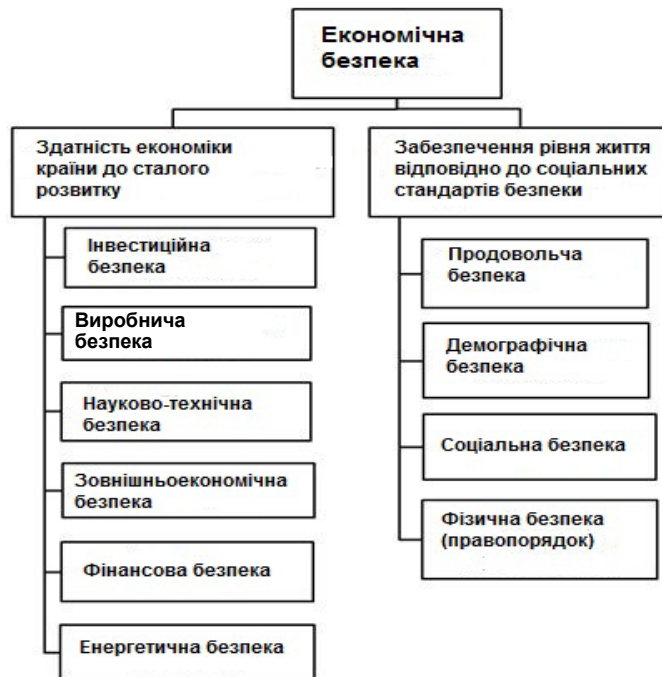 Економічна
безпека
Здатність економіки
країни до сталого
розвитку
Інвестиційна
безпека
Виробнича
безпека
Науково-технічна
безпека
Зовнішньоекономічна
безпека
Фінансова безпека
Енергетична безпека
Забезпечення рівня життя
відповідно до соціальних
стандартів безпеки
Продовольча
безпека
Демографічна
безпека
Соціальна безпека
Фізична безпека
(правопорядок)